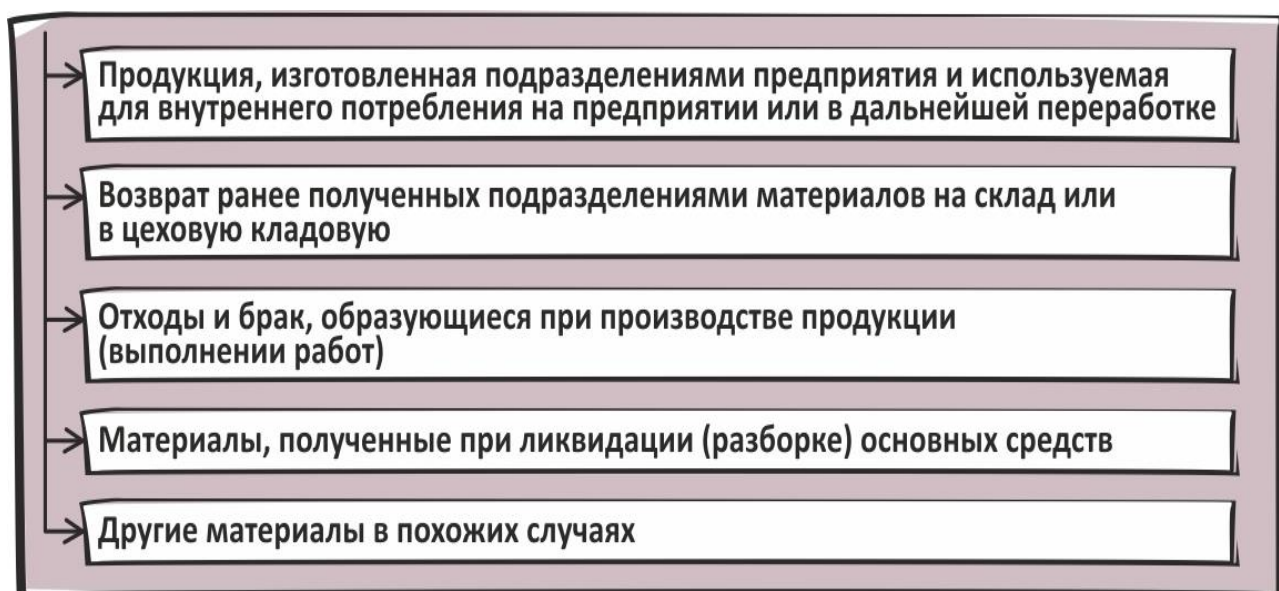 Продукция, изготовленная подразделениями предприятия и используемая
для внутреннего потребления на предприятии или в дальнейшей переработке
Возврат ранее полученных подразделениями материалов на склад или
в цеховую кладовую
Отходы и брак, образующиеся при производстве продукции
(выполнении работ)
Материалы, полученные при ликвидации (разборке) основных средств
Другие материалы в похожих случаях